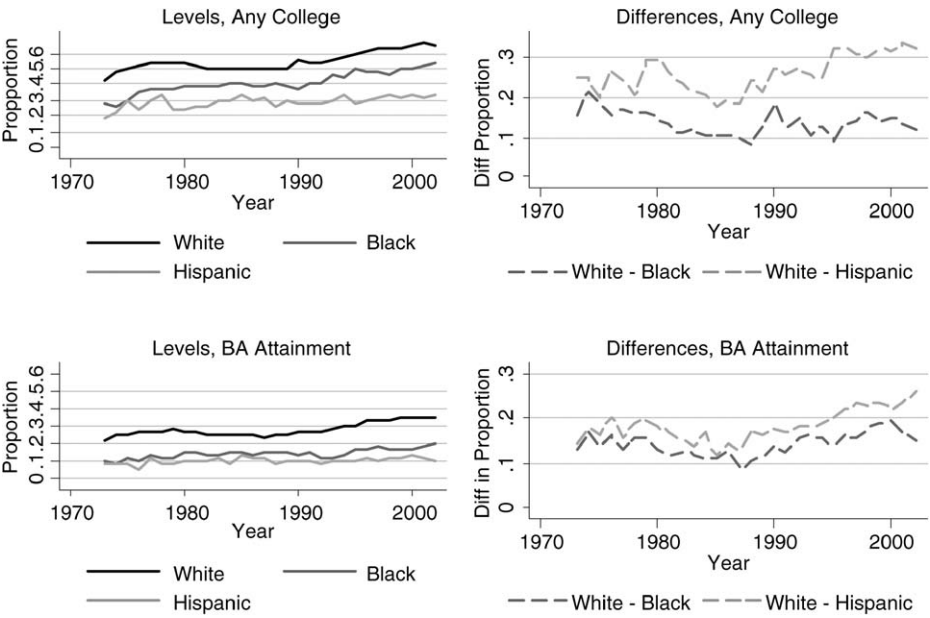 Levels, Any College
Propportion
0.1.2.3.4.5.6
1970 1980 1990 2000
Year
White Black
Hispanic
Differences, Any College
Diff Proportion
0 .1 .2 .3
1970 1980 1990 2000
Year
White - Black White - Hispanic
Levels, BA Attainment
Proportion
0.1.2.3.4.5.6
1970 1980 1990 2000
Year
White Black
Hispanic
Differences, BA Attainment
Diff in Proportion
0 .1 .2 .3
1970 1980 1990 2000
Year
White - Black White - Hispanic